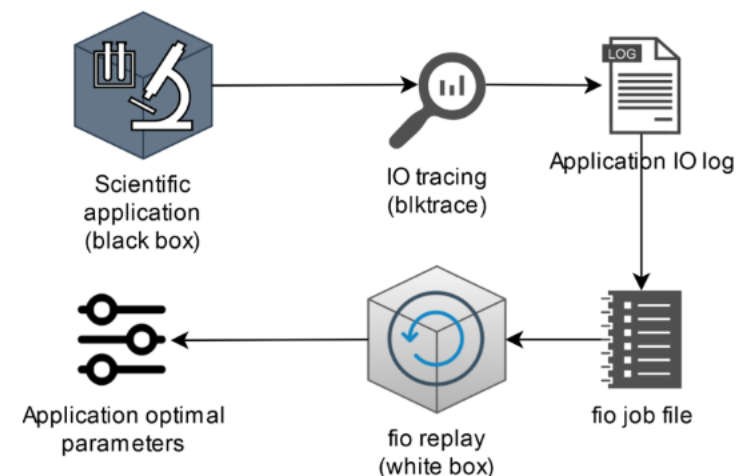 Scientific
application
(black box)
IO tracing
(blktrace)
LOG
Application IO log
fio job file
fio replay
(white box)
Application optimal
parameters